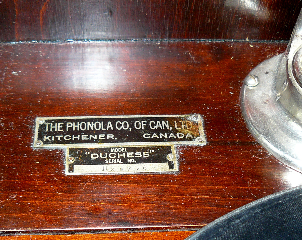 THE PHONOLA CO, OF CAN, LTD.
KITCHENER, CANADA
MODEL
"DUCHESS"
SERIAL NO.